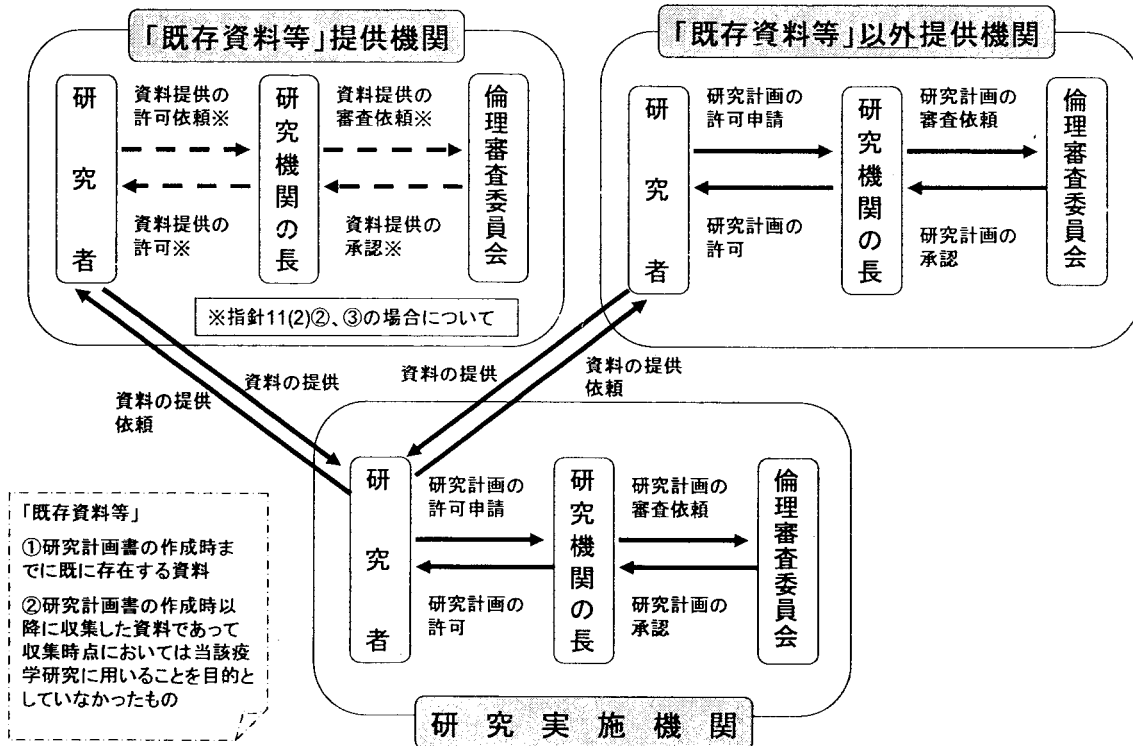 「既存資料等」提供機関
研究者
資料提供の
許可依頼※
研究機関の長
資料提供の
審査依頼※
倫理審査委員会
資料提供の
許可※
資料提供の
承認※
※指針11(2)②、③の場合について
「既存資料等」以外提供機関
研究者
研究計画の
許可申請
研究機関の長
研究計画の
審査依頼
倫理審査委員会
研究計画の
許可
研究計画の
承認
資料の提供
資料の提供
依頼
資料の提供
資料の提供
依頼
研究者
研究計画の
許可申請
研究機関の長
研究計画の
審査依頼
倫理審査委員会
研究計画の
許可
研究計画の
承認
研究実施機関
「既存資料等」
①研究計画書の作成時ま
でに既に存在する資料
②研究計画書の作成時以
降に収集した資料であって
収集時点においては当該疫
学研究に用いることを目的と
していなかったもの